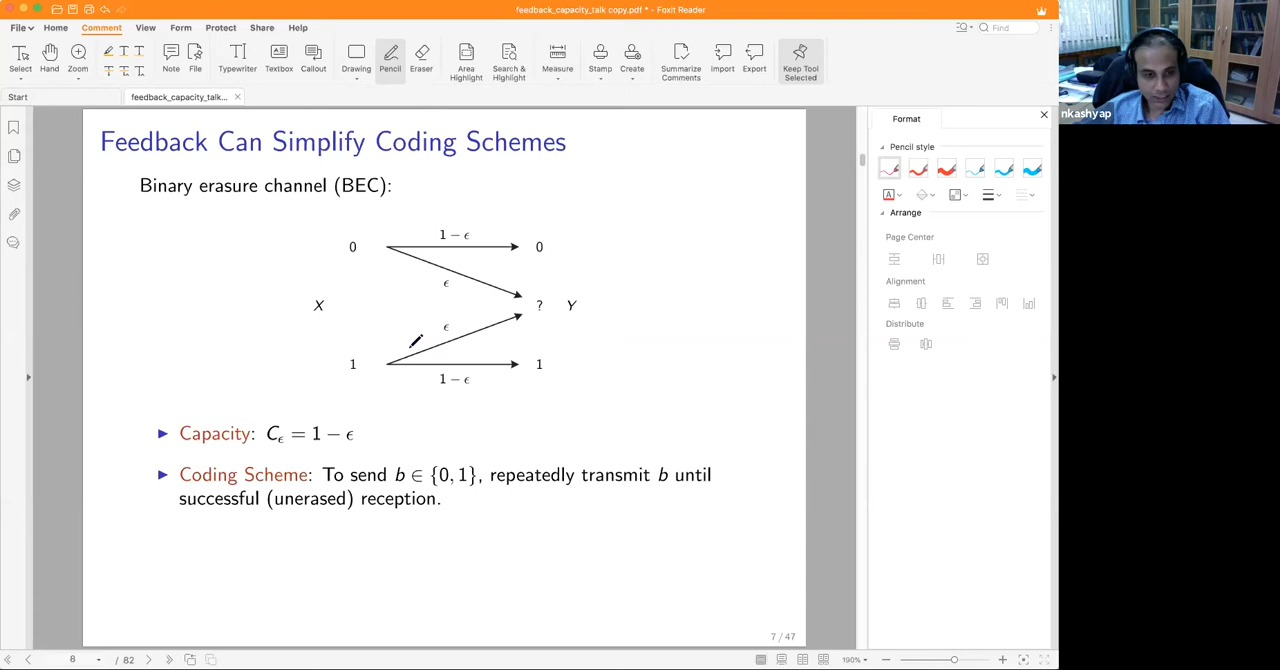 feedback_capacity_talk copy.pdf * - Foxit Reader
File Home Comment View Form Protect Share Help Find
Select Hand Zoom Note File Typewriter Textbox Callout Drawing Pencil Eraser Area Highlight Search & Highlight Measure Stamp Create Summarize Comments Import Export Keep Tool Selected
Start feedback_capacity_talk...
nkashyap
Format
Pencil style
Arrange
Page Center
Alignment
Distribute
Feedback Can Simplify Coding Schemes
Binary erasure channel (BEC):
1 − ϵ
0 0
ϵ
X ? Y
ϵ
1 1
1 − ϵ
► Capacity: Cϵ = 1 − ϵ
► Coding Scheme: To send b ∈ {0, 1}, repeatedly transmit b until
successful (unerased) reception.
7 / 47
8 / 82 190%